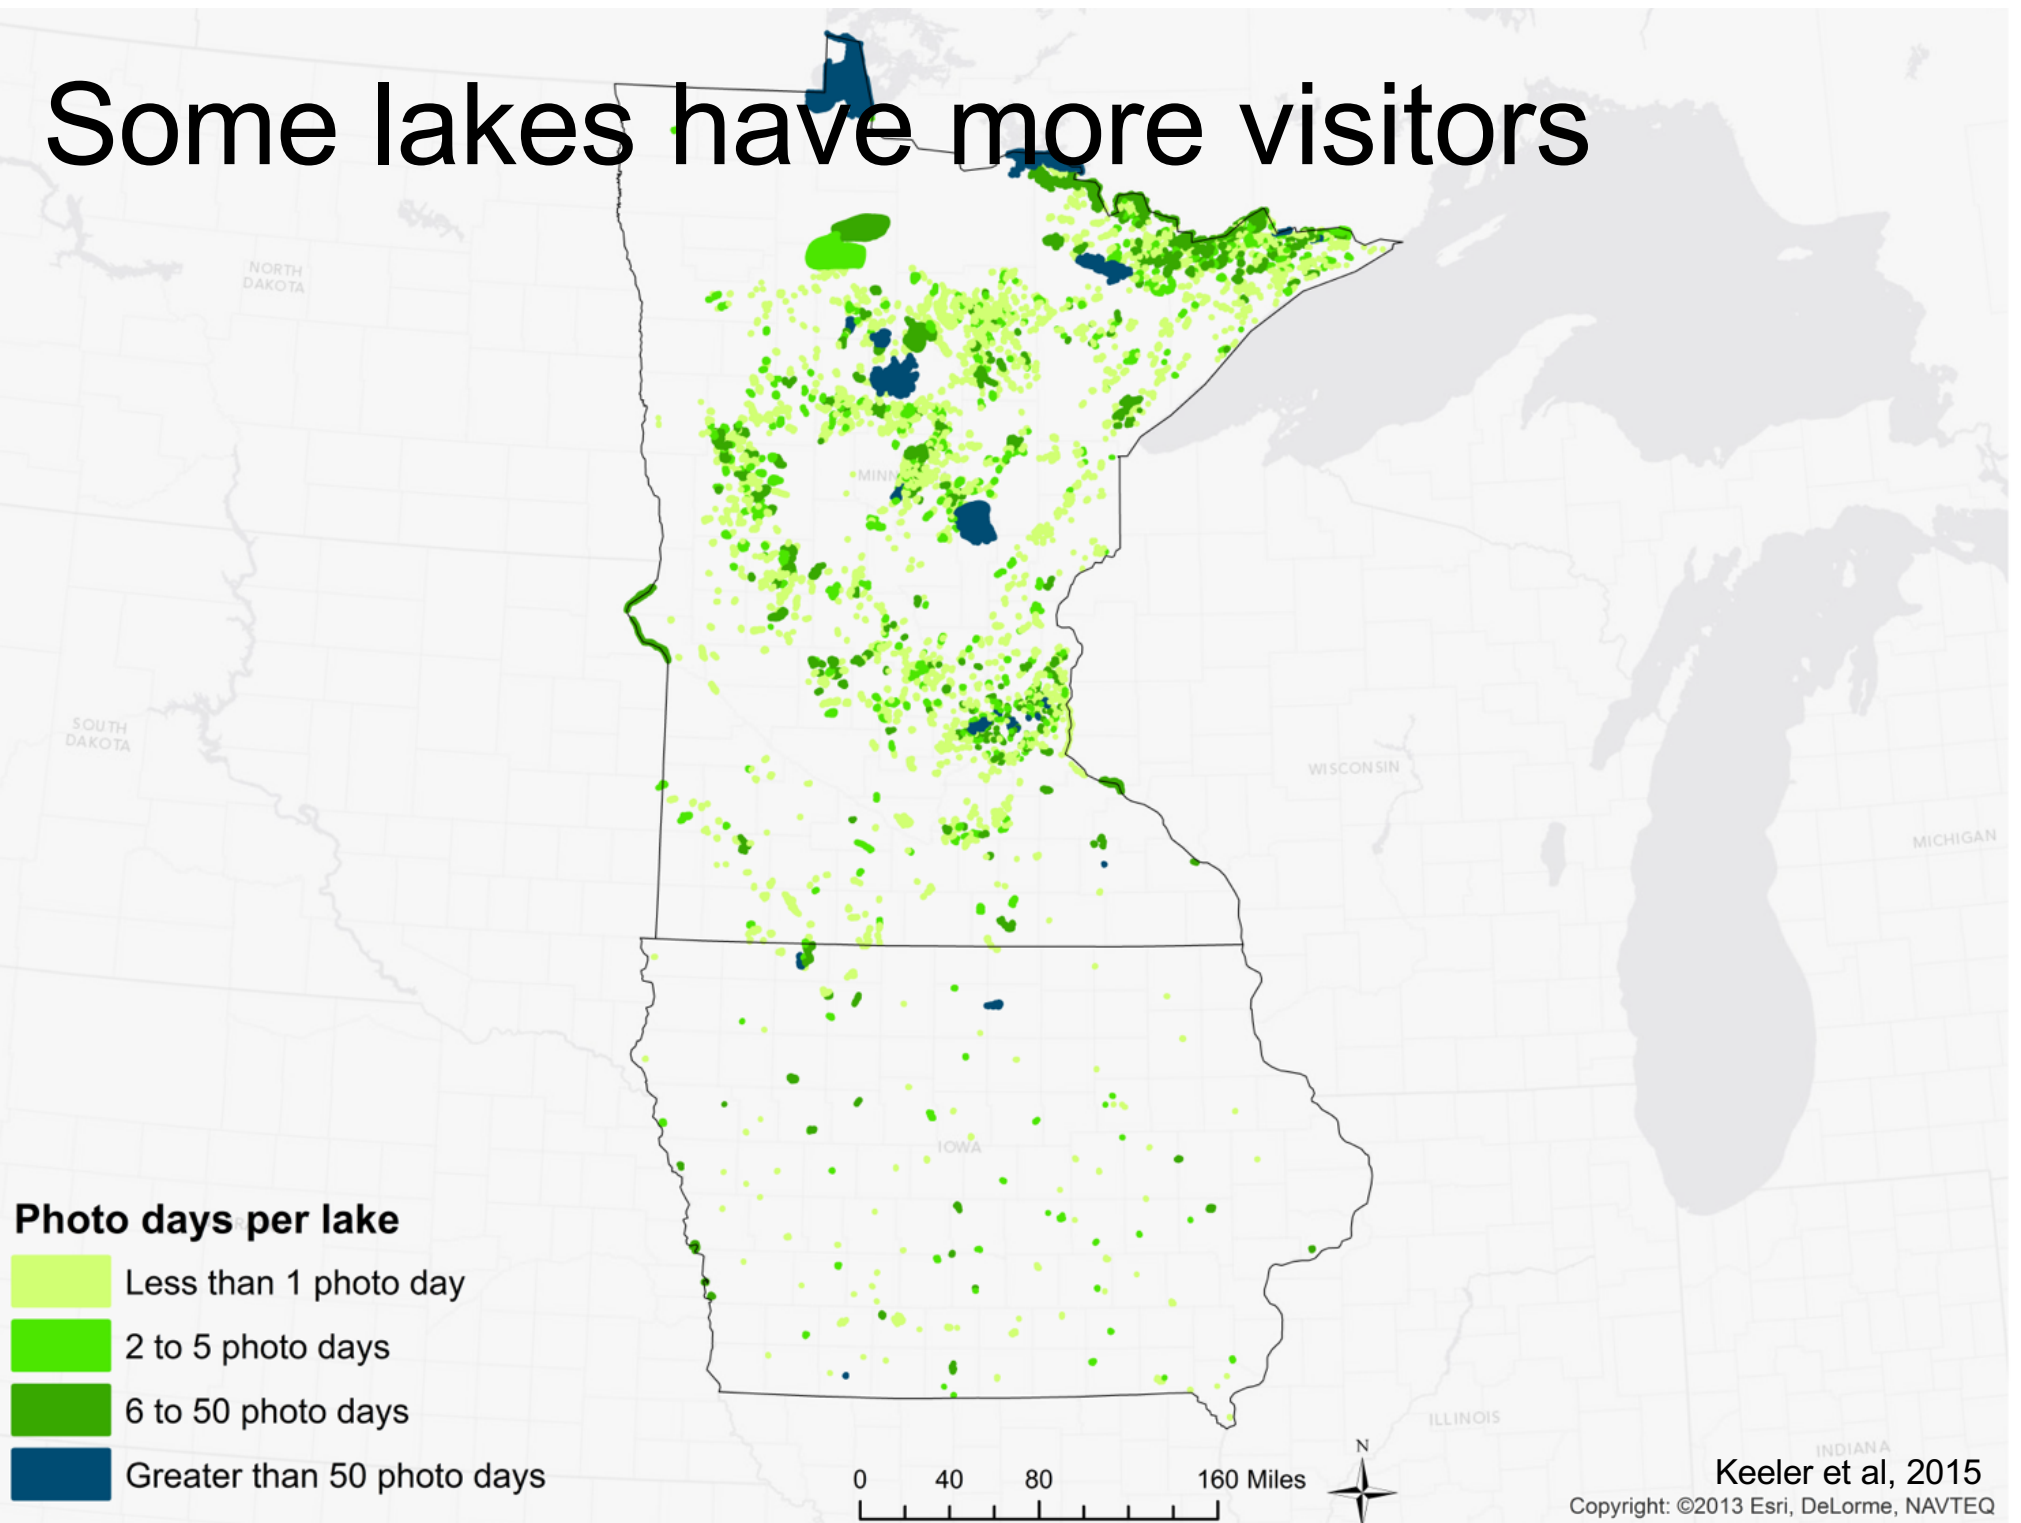 Some lakes have more visitors
NORTH
DAKOTA
MINN
SOUTH
DAKOTA
WISCONSIN
MICHIGAN
IOWA
Photo days per lake
Less than 1 photo day
2 to 5 photo days
6 to 50 photo days
Greater than 50 photo days
0 40 80 160 Miles
N
ILLINOIS
INDIANA
Keeler et al, 2015
Copyright: ©2013 Esri, DeLorme, NAVTEQ